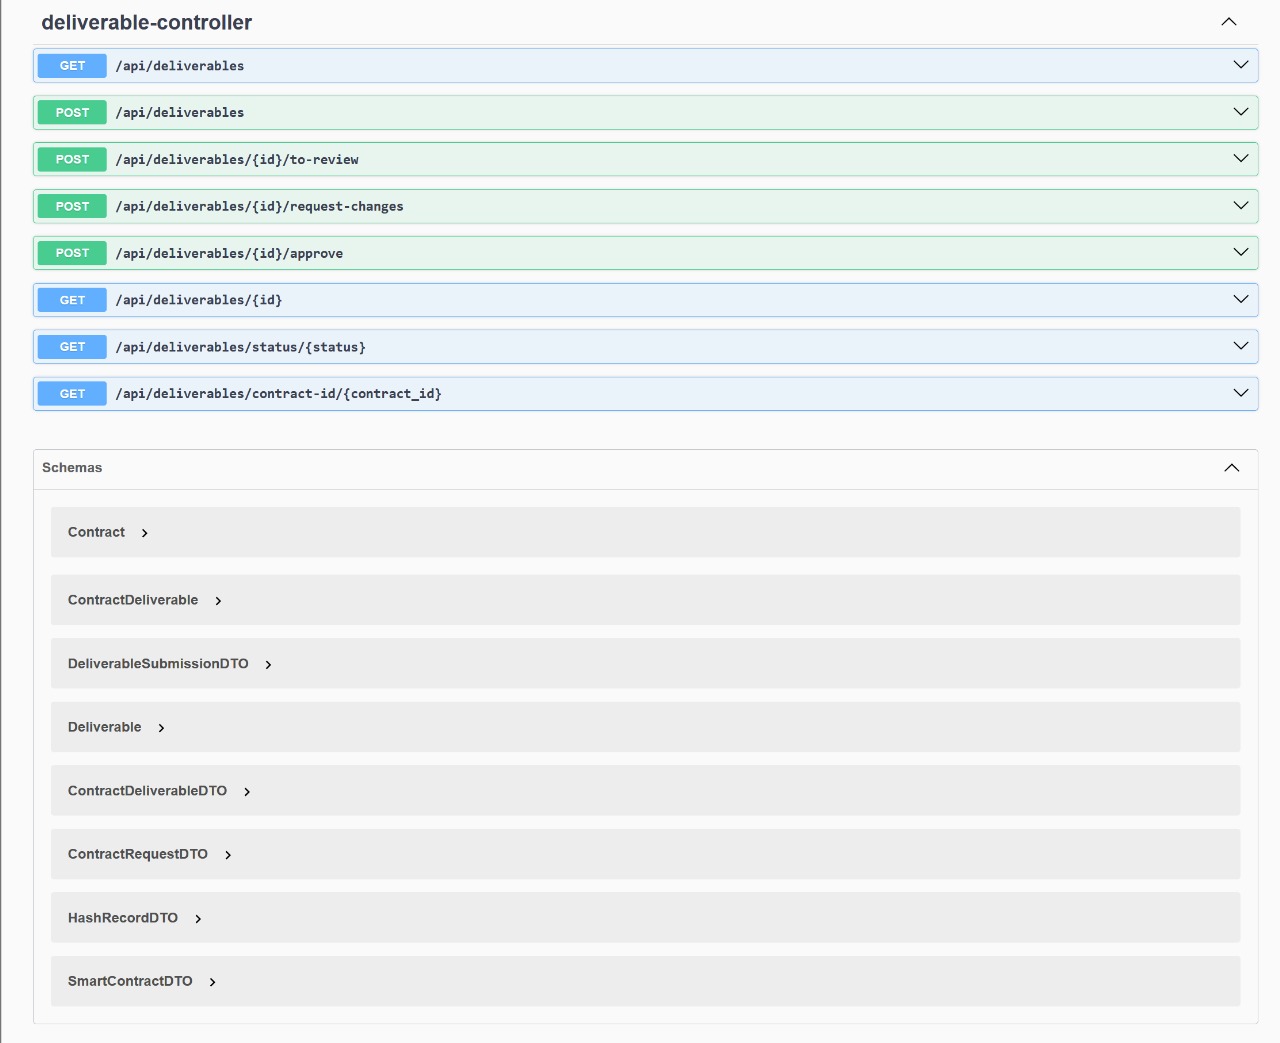 deliverable-controller
GET /api/deliverables
POST /api/deliverables
POST /api/deliverables/{id}/to-review
POST /api/deliverables/{id}/request-changes
POST /api/deliverables/{id}/approve
GET /api/deliverables/{id}
GET /api/deliverables/status/{status}
GET /api/deliverables/contract-id/{contract_id}
Schemas
Contract
ContractDeliverable
DeliverableSubmissionDTO
Deliverable
ContractDeliverableDTO
ContractRequestDTO
HashRecordDTO
SmartContractDTO